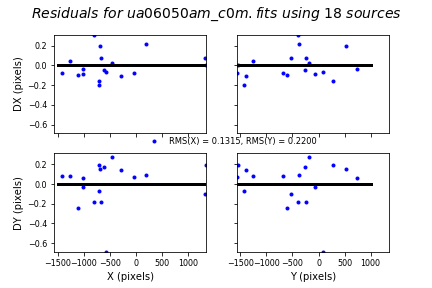 Residuals for ua06050am_c0m.fits using 18 sources
DX (pixels)
0.2
0.0
−0.2
−0.4
−0.6
RMS(X) = 0.1315, RMS(Y) = 0.2200
DY (pixels)
0.2
0.0
−0.2
−0.4
−0.6
−1500 −1000 −500 0 500 1000
X (pixels)
−1500 −1000 −500 0 500 1000
Y (pixels)